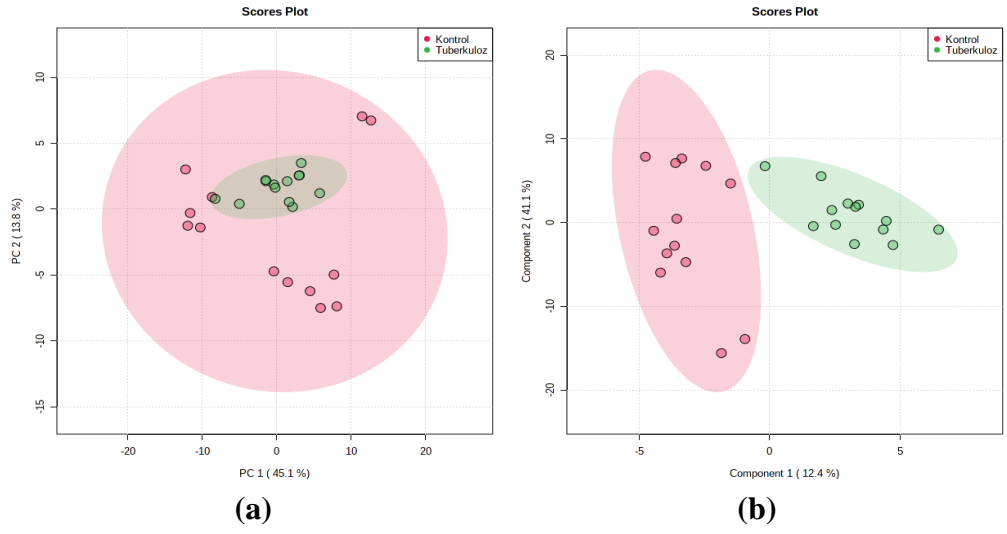 Scores Plot
Kontrol
Tuberkuloz
10
5
0
-5
-10
-15
PC 2 ( 13.8 %)
-20
-10
0
10
20
PC 1 ( 45.1 %)
(a)
Scores Plot
Kontrol
Tuberkuloz
20
10
0
-10
-20
Component 2 ( 41.1 %)
-5
0
5
Component 1 ( 12.4 %)
(b)